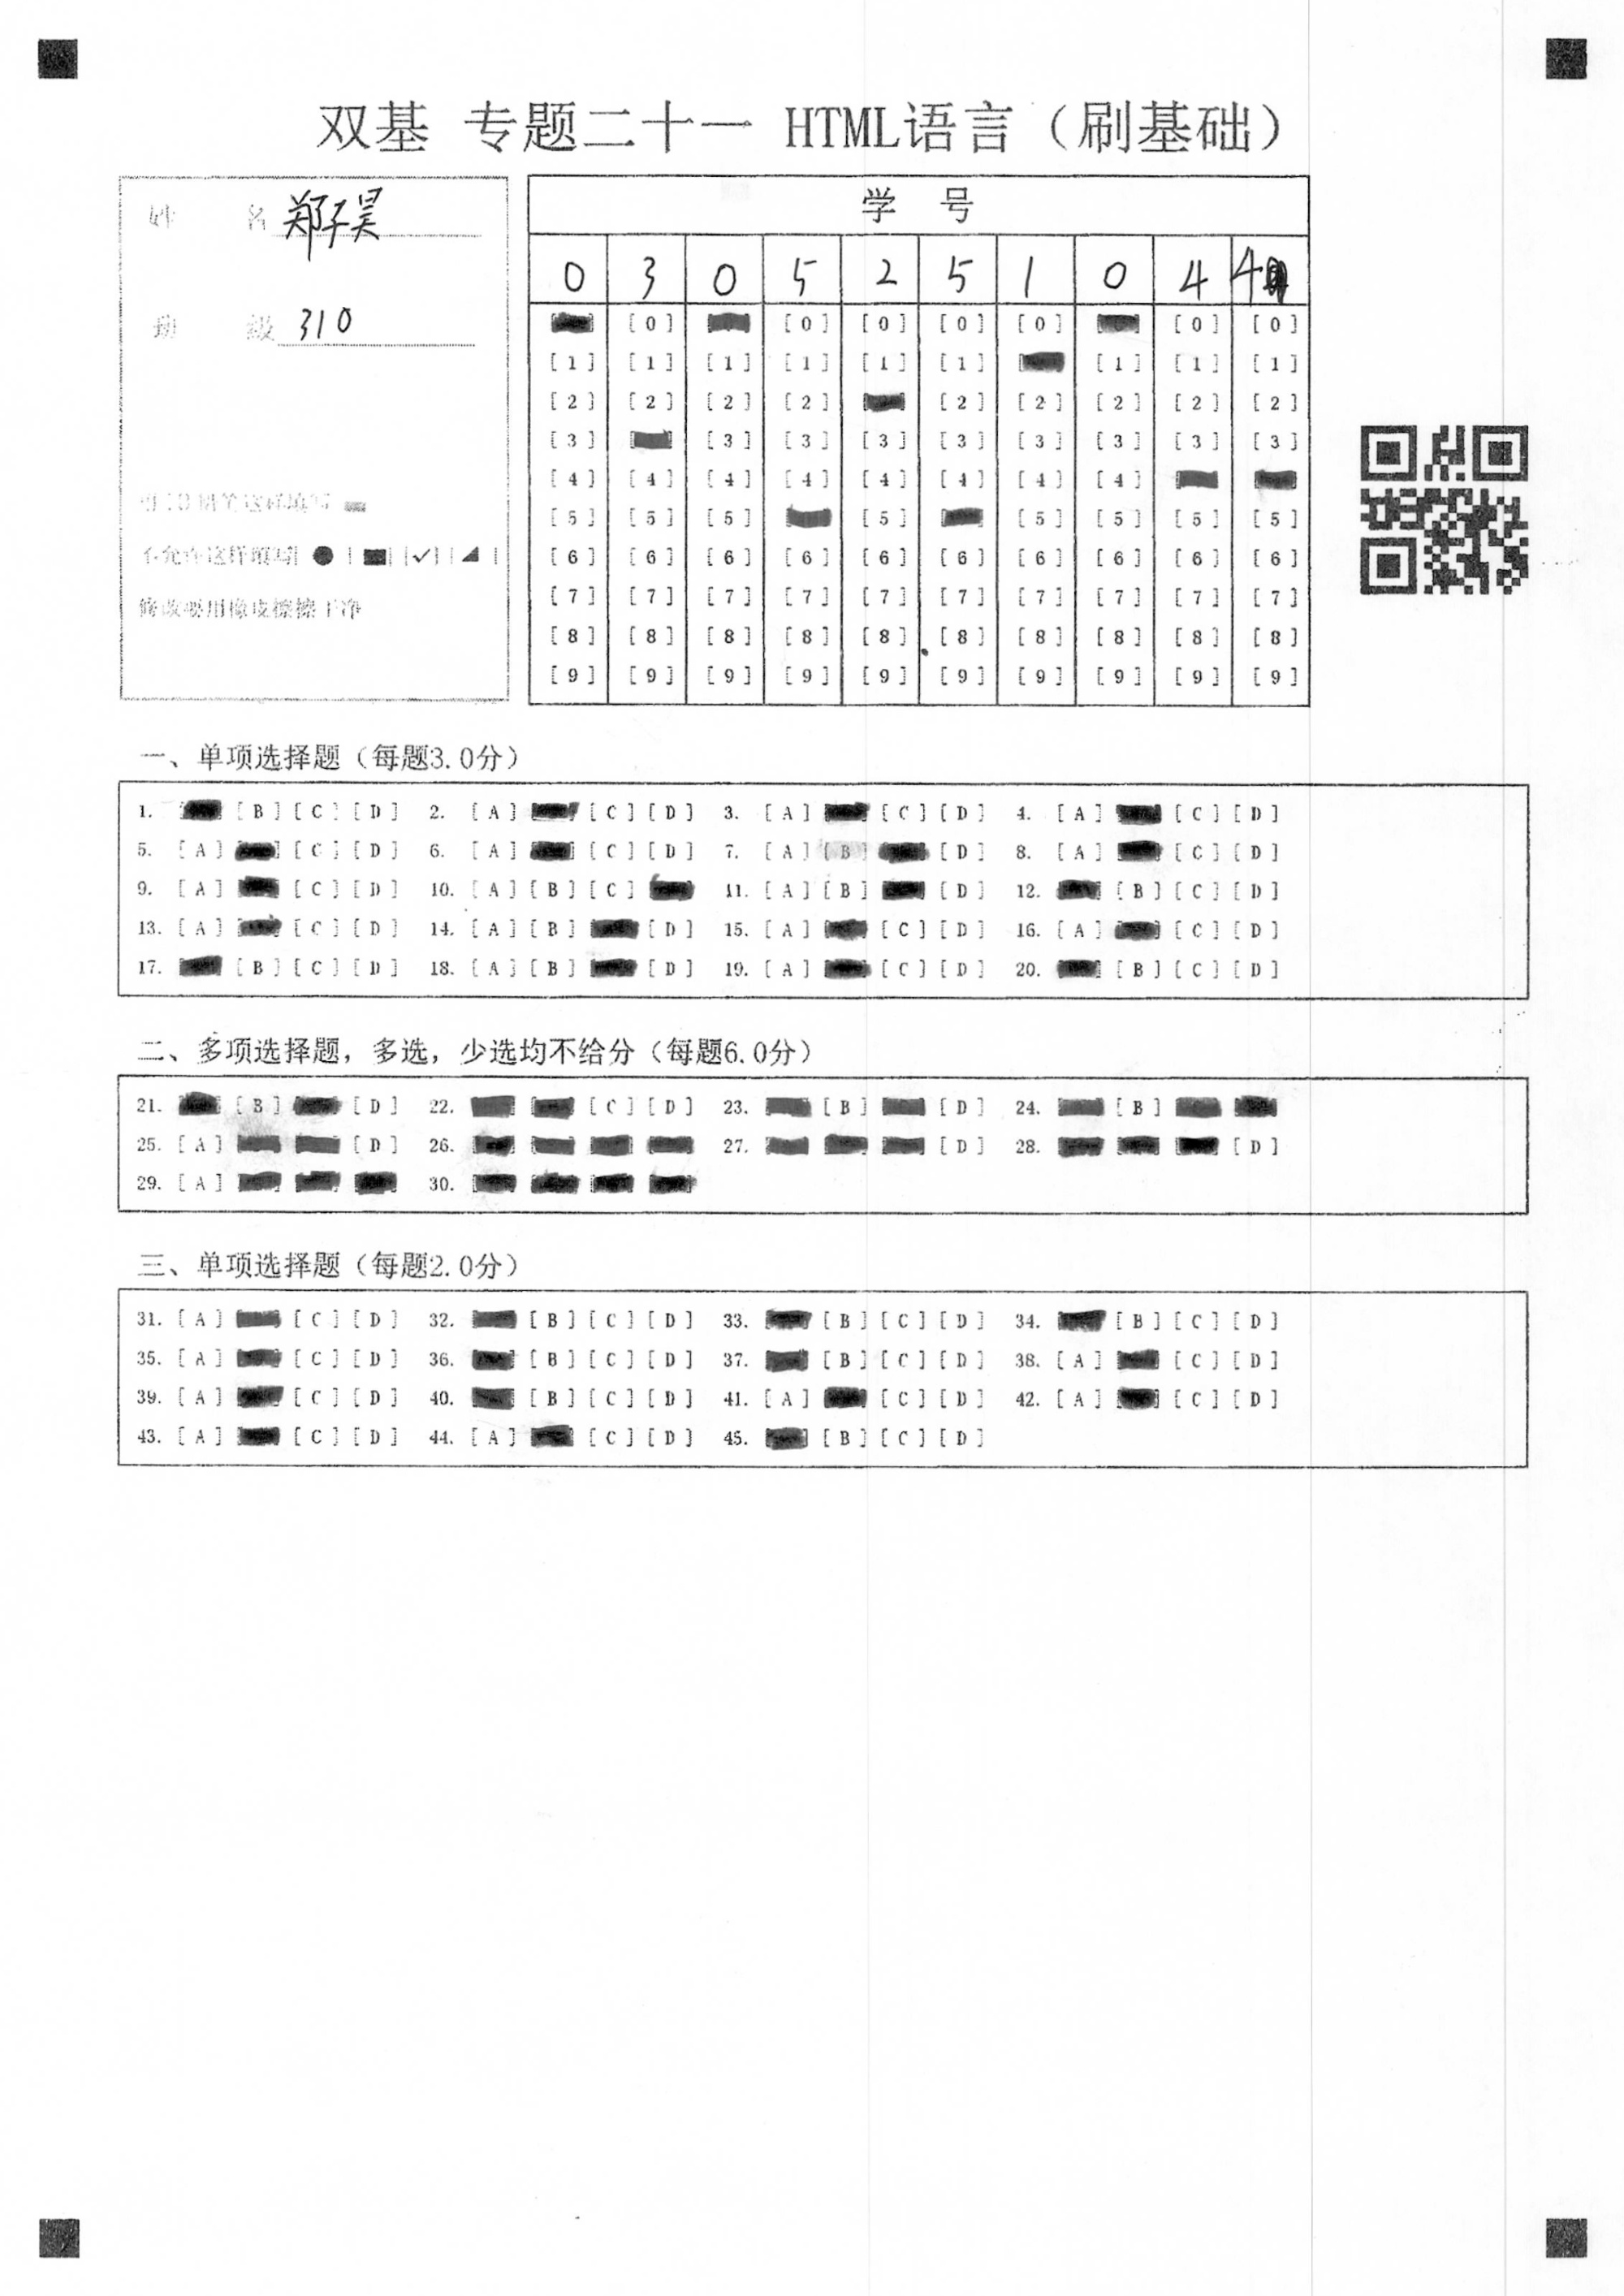 双基 专题二十一 HTML语言（刷基础）
姓 名 郑子昊
班 级 310
不允许这样填写[ ● | ■ | [✓] | ◢ |
修改要用橡皮擦擦干净
学 号
0 3 0 5 2 5 1 0 4 4
[0] [0] [0] [0] [0] [0] [0]
[1] [1] [1] [1] [1] [1] [1] [1] [1]
[2] [2] [2] [2] [2] [2] [2] [2] [2]
[3] [3] [3] [3] [3] [3] [3] [3] [3]
[4] [4] [4] [4] [4] [4] [4] [4]
[5] [5] [5] [5] [5] [5] [5] [5]
[6] [6] [6] [6] [6] [6] [6] [6] [6] [6]
[7] [7] [7] [7] [7] [7] [7] [7] [7] [7]
[8] [8] [8] [8] [8] [8] [8] [8] [8] [8]
[9] [9] [9] [9] [9] [9] [9] [9] [9] [9]
一、单项选择题（每题3.0分）
1. [B] [C] [D] 2. [A] [C] [D] 3. [A] [C] [D] 4. [A] [C] [D]
5. [A] [C] [D] 6. [A] [C] [D] 7. [A] [B] [D] 8. [A] [C] [D]
9. [A] [C] [D] 10. [A] [B] [C] 11. [A] [B] [D] 12. [B] [C] [D]
13. [A] [C] [D] 14. [A] [B] [D] 15. [A] [C] [D] 16. [A] [C] [D]
17. [B] [C] [D] 18. [A] [B] [D] 19. [A] [C] [D] 20. [B] [C] [D]
二、多项选择题，多选，少选均不给分（每题6.0分）
21. [B] [D] 22. [C] [D] 23. [B] [D] 24. [B]
25. [A] [D] 26. 27. [D] 28. [D]
29. [A] 30.
三、单项选择题（每题2.0分）
31. [A] [C] [D] 32. [B] [C] [D] 33. [B] [C] [D] 34. [B] [C] [D]
35. [A] [C] [D] 36. [B] [C] [D] 37. [B] [C] [D] 38. [A] [C] [D]
39. [A] [C] [D] 40. [B] [C] [D] 41. [A] [C] [D] 42. [A] [C] [D]
43. [A] [C] [D] 44. [A] [C] [D] 45. [B] [C] [D]